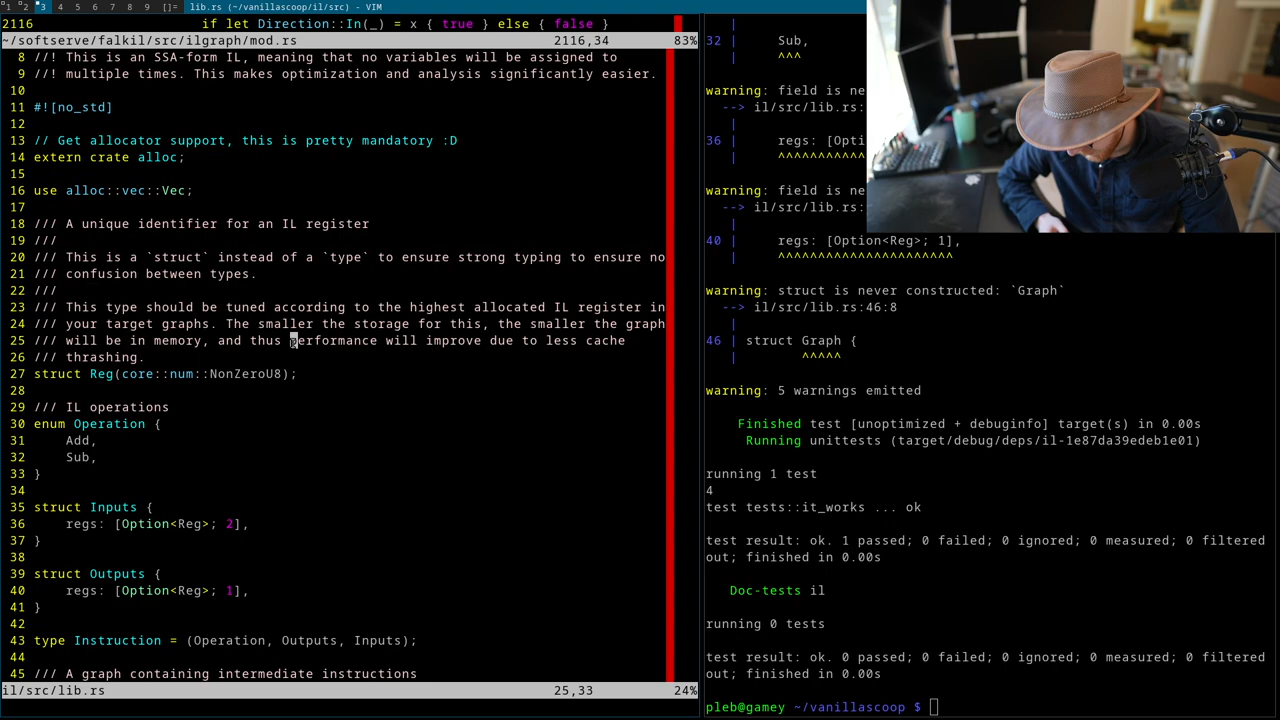 1 2 3 4 5 6 7 8 9 []= lib.rs (~/vanillascoop/il/src) - VIM
2116 if let Direction::In(_) = x { true } else { false }
~/softserve/falkil/src/ilgraph/mod.rs 2116,34 83%
8 //! This is an SSA-form IL, meaning that no variables will be assigned to
9 //! multiple times. This makes optimization and analysis significantly easier.
10
11 #![no_std]
12
13 // Get allocator support, this is pretty mandatory :D
14 extern crate alloc;
15
16 use alloc::vec::Vec;
17
18 /// A unique identifier for an IL register
19 ///
20 /// This is a `struct` instead of a `type` to ensure strong typing to ensure no
21 /// confusion between types.
22 ///
23 /// This type should be tuned according to the highest allocated IL register in
24 /// your target graphs. The smaller the storage for this, the smaller the graph
25 /// will be in memory, and thus performance will improve due to less cache
26 /// thrashing.
27 struct Reg(core::num::NonZeroU8);
28
29 /// IL operations
30 enum Operation {
31 Add,
32 Sub,
33 }
34
35 struct Inputs {
36 regs: [Option<Reg>; 2],
37 }
38
39 struct Outputs {
40 regs: [Option<Reg>; 1],
41 }
42
43 type Instruction = (Operation, Outputs, Inputs);
44
45 /// A graph containing intermediate instructions
il/src/lib.rs 25,33 24%
|
32 | Sub,
| ^^^
warning: field is ne
--> il/src/lib.rs:
|
36 | regs: [Opti
| ^^^^^^^^^^^
warning: field is ne
--> il/src/lib.rs:
|
40 | regs: [Option<Reg>; 1],
| ^^^^^^^^^^^^^^^^^^^^^^
warning: struct is never constructed: `Graph`
--> il/src/lib.rs:46:8
|
46 | struct Graph {
| ^^^^^
warning: 5 warnings emitted
Finished test [unoptimized + debuginfo] target(s) in 0.00s
Running unittests (target/debug/deps/il-1e87da39edeb1e01)
running 1 test
4
test tests::it_works ... ok
test result: ok. 1 passed; 0 failed; 0 ignored; 0 measured; 0 filtered
out; finished in 0.00s
Doc-tests il
running 0 tests
test result: ok. 0 passed; 0 failed; 0 ignored; 0 measured; 0 filtered
out; finished in 0.00s
pleb@gamey ~/vanillascoop $